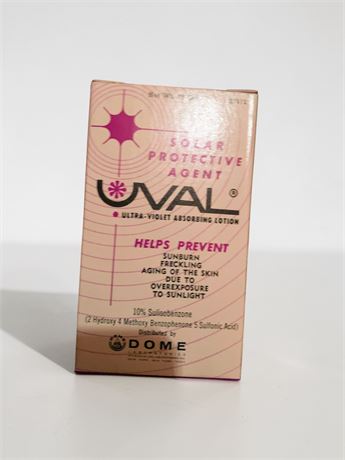 SOLAR
PROTECTIVE
AGENT
UVAL®
ULTRA-VIOLET ABSORBING LOTION
HELPS PREVENT
SUNBURN
FRECKLING
AGING OF THE SKIN
DUE TO
OVEREXPOSURE
TO SUNLIGHT
10% Sulisobenzone
(2 Hydroxy 4 Methoxy Benzophenone 5 Sulfonic Acid)
Distributed by
DOME
LABORATORIES